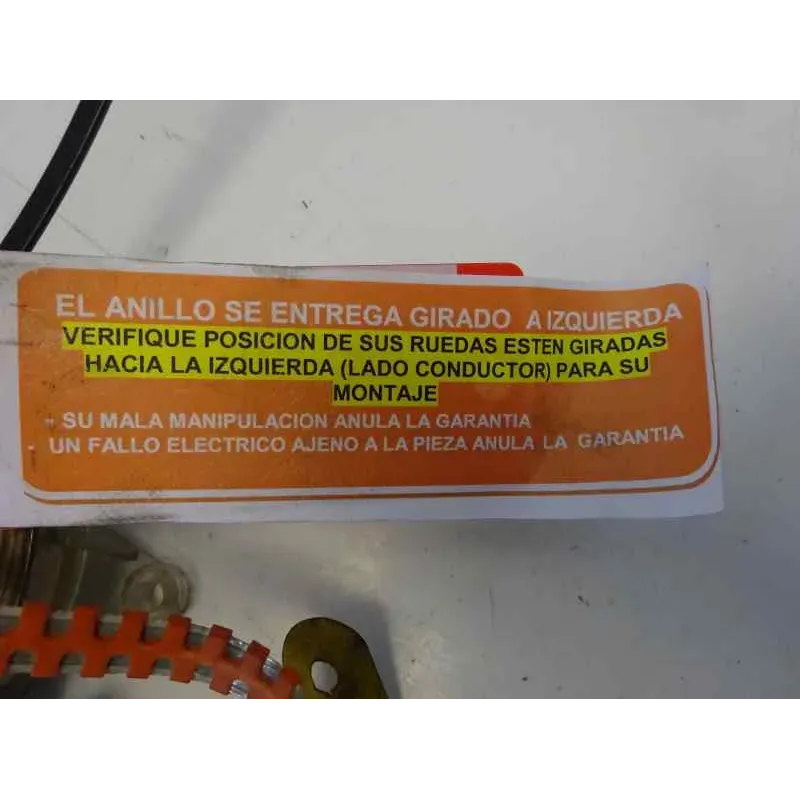 EL ANILLO SE ENTREGA GIRADO A IZQUIERDA
VERIFIQUE POSICION DE SUS RUEDAS ESTEN GIRADAS
HACIA LA IZQUIERDA (LADO CONDUCTOR) PARA SU
MONTAJE
- SU MALA MANIPULACION ANULA LA GARANTIA
- UN FALLO ELECTRICO AJENO A LA PIEZA ANULA LA GARANTIA